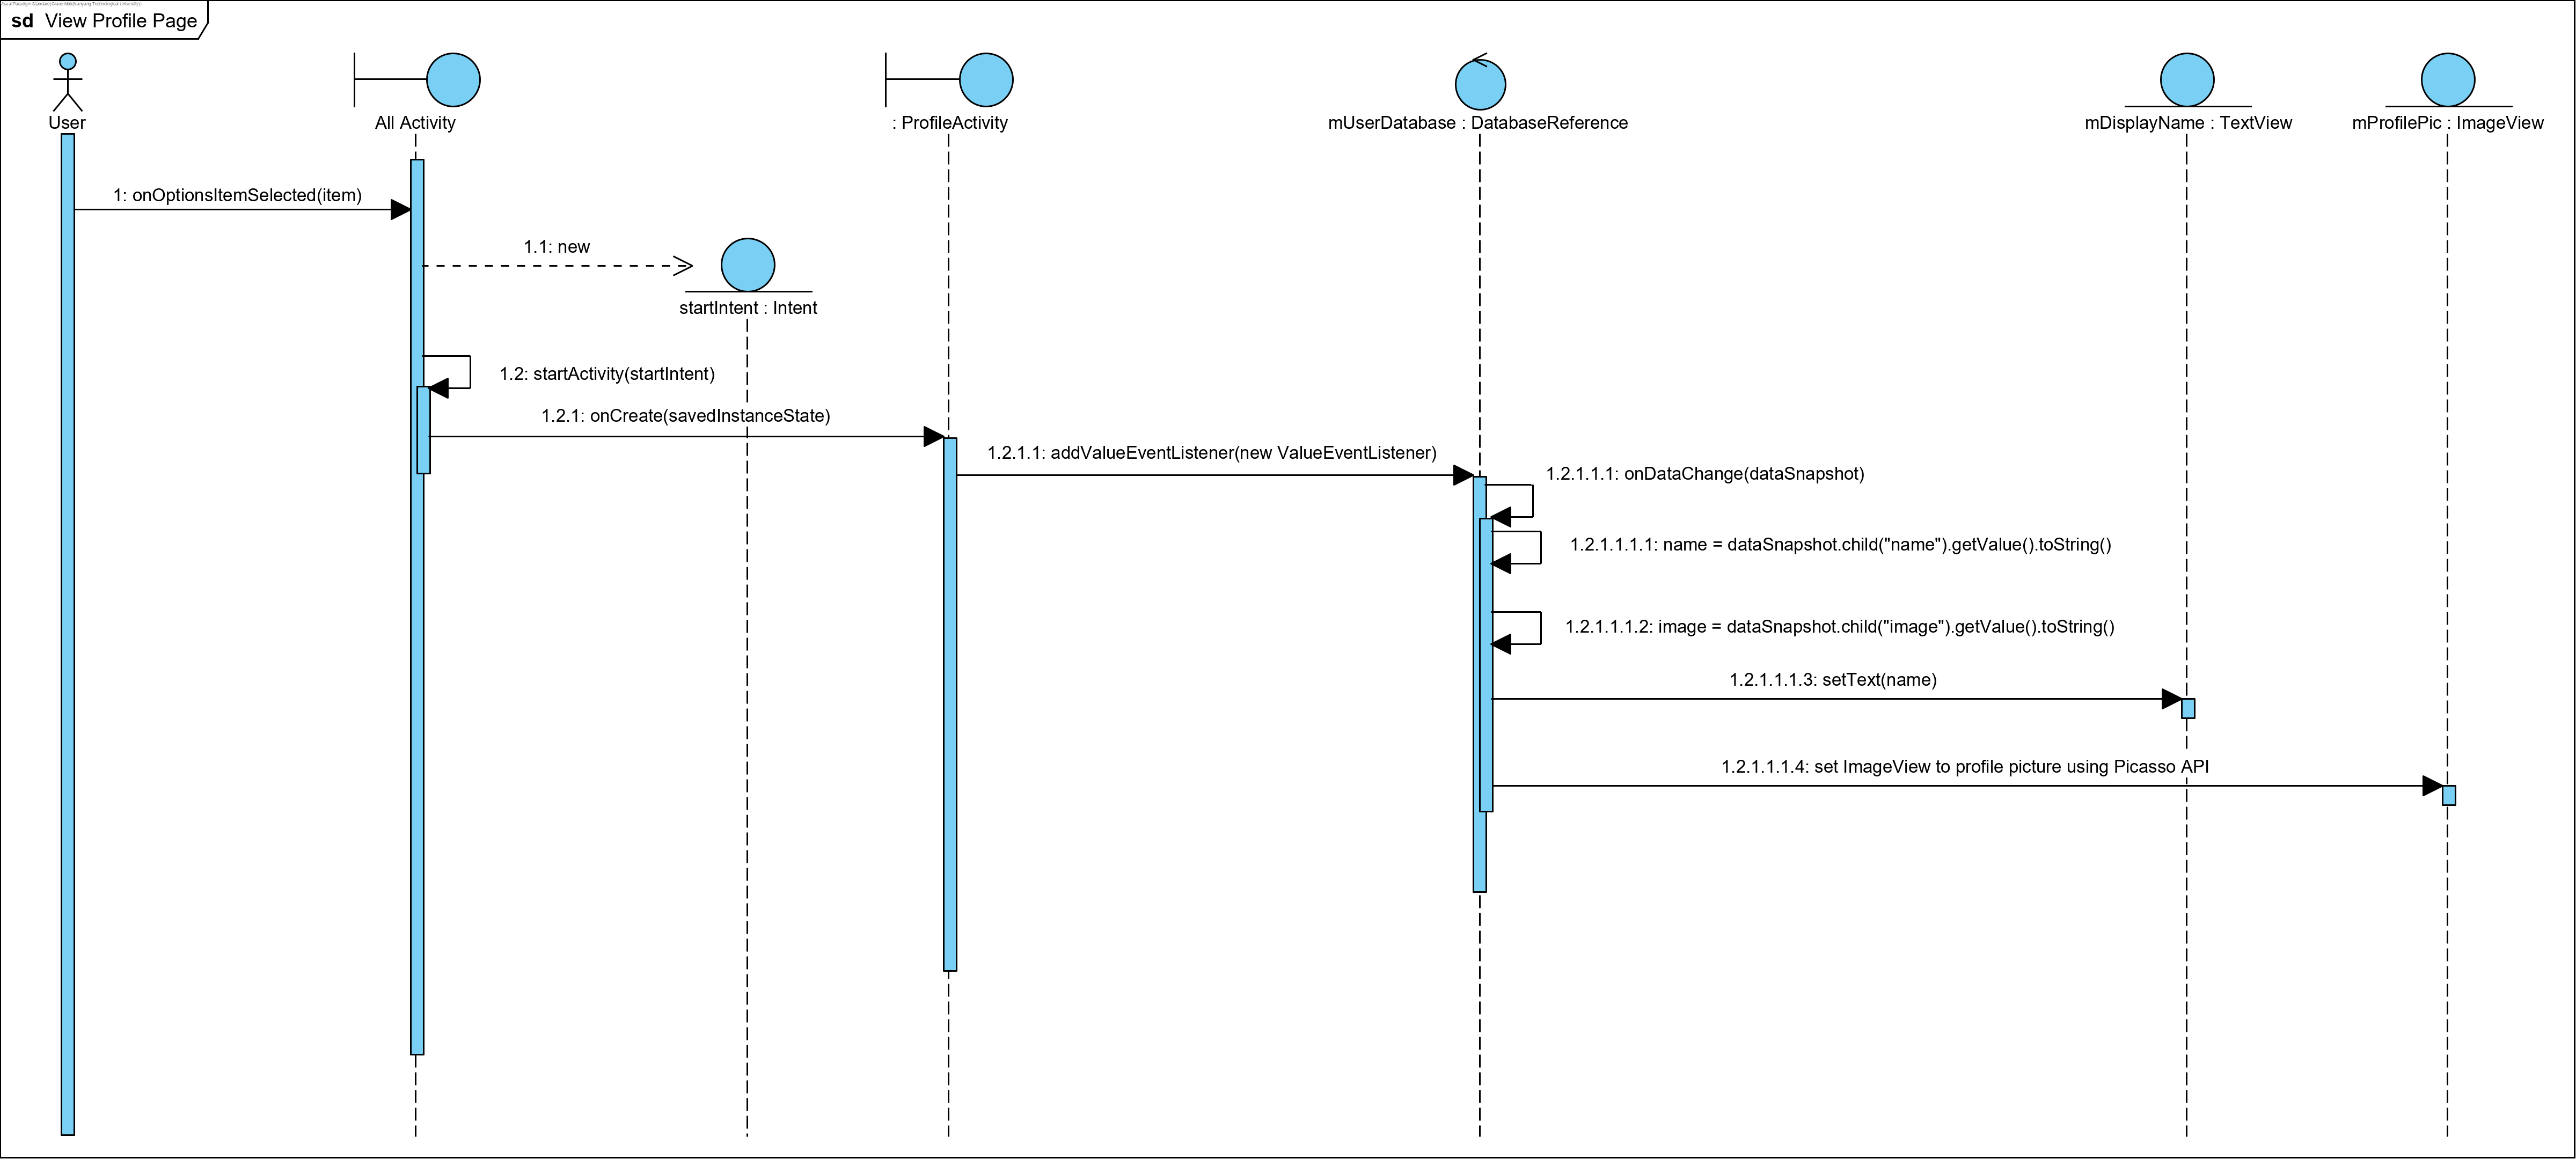 Visual Paradigm Standard(Grace Moh(Nanyang Technological University))
sd View Profile Page
User
All Activity
: ProfileActivity
mUserDatabase : DatabaseReference
mDisplayName : TextView
mProfilePic : ImageView
1: onOptionsItemSelected(item)
1.1: new
startIntent : Intent
1.2: startActivity(startIntent)
1.2.1: onCreate(savedInstanceState)
1.2.1.1: addValueEventListener(new ValueEventListener)
1.2.1.1.1: onDataChange(dataSnapshot)
1.2.1.1.1.1: name = dataSnapshot.child("name").getValue().toString()
1.2.1.1.1.2: image = dataSnapshot.child("image").getValue().toString()
1.2.1.1.1.3: setText(name)
1.2.1.1.1.4: set ImageView to profile picture using Picasso API